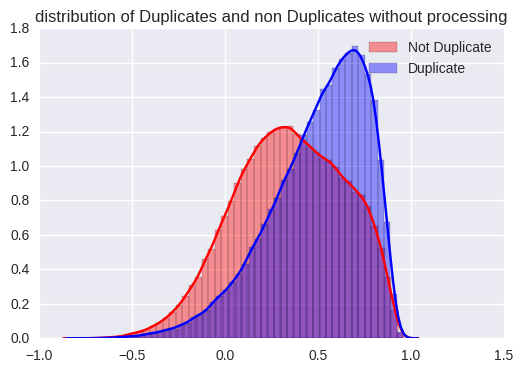 distribution of Duplicates and non Duplicates without processing
1.8
1.6
1.4
1.2
1.0
0.8
0.6
0.4
0.2
0.0
Not Duplicate
Duplicate
-1.0 -0.5 0.0 0.5 1.0 1.5